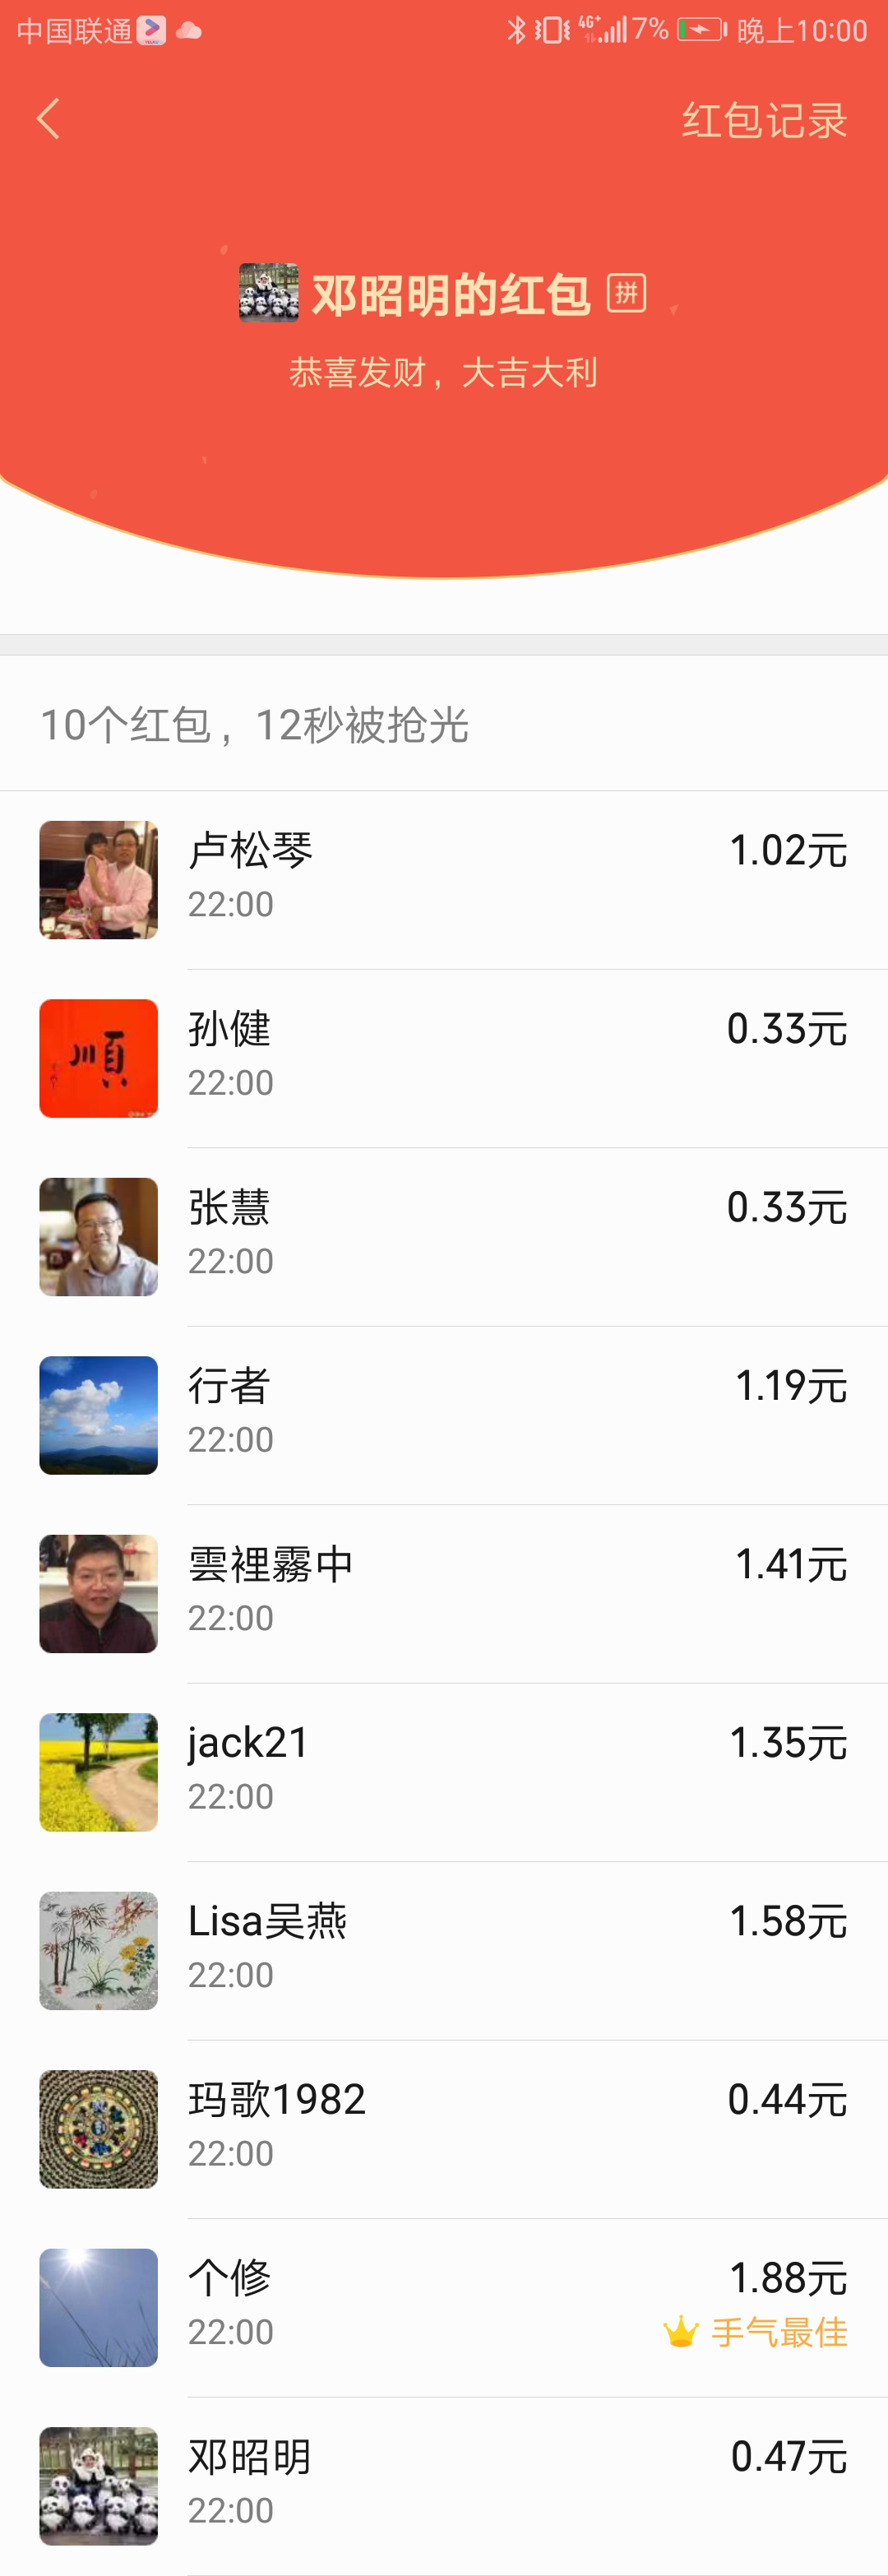 中国联通 4G+ 7% 晚上10:00
红包记录
邓昭明的红包 拼
恭喜发财，大吉大利
10个红包，12秒被抢光
卢松琴 1.02元
22:00
孙健 0.33元
22:00
順
张慧 0.33元
22:00
行者 1.19元
22:00
雲裡霧中 1.41元
22:00
jack21 1.35元
22:00
Lisa吴燕 1.58元
22:00
玛歌1982 0.44元
22:00
个修 1.88元
22:00 手气最佳
邓昭明 0.47元
22:00